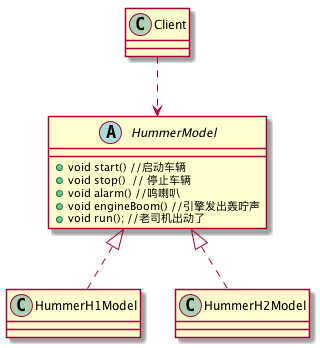 C Client
A HummerModel
void start() //启动车辆
void stop()  // 停止车辆
void alarm() //鸣喇叭
void engineBoom() //引擎发出轰咛声
void run(); //老司机出动了
C HummerH1Model
C HummerH2Model